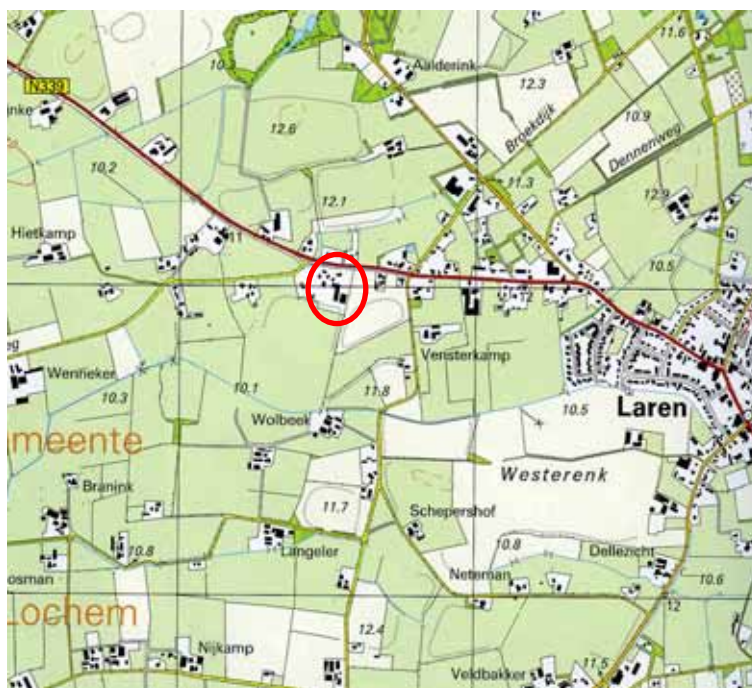 11.6
Aalderink
10.3
12.3
N339
inke
Broekdijk
10.9
12.6
Dennenweg
10.2
11.3
12.9
12.1
Hietkamp
11
10.5
12
Vensterkamp
Wenneker
10.1
11.8
10.3
10.5
Laren
Wolbeek
meente
Westerenk
Branink
11.7
Schepershof
10.8
Langeler
10.8
Dellezicht
osman
Neteman
10.6
Lochem
12
12.4
Nijkamp
11.5
Veldbakker